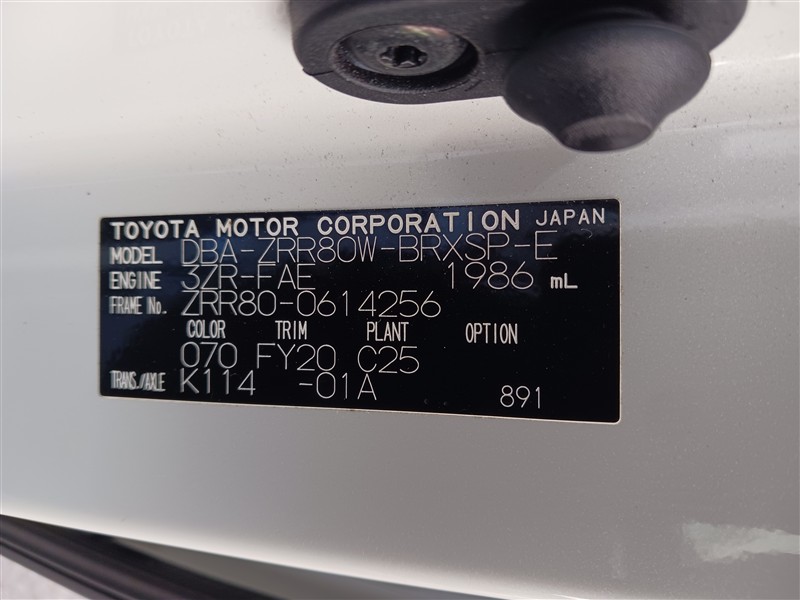 TOYOTA MOTOR CORPORATION JAPAN
MODEL DBA-ZRR80W-BRXSP-E
ENGINE 3ZR-FAE 1986 mL
FRAME No. ZRR80-0614256
COLOR TRIM PLANT OPTION
070 FY20 C25
TRANS./AXLE K114 -01A
891